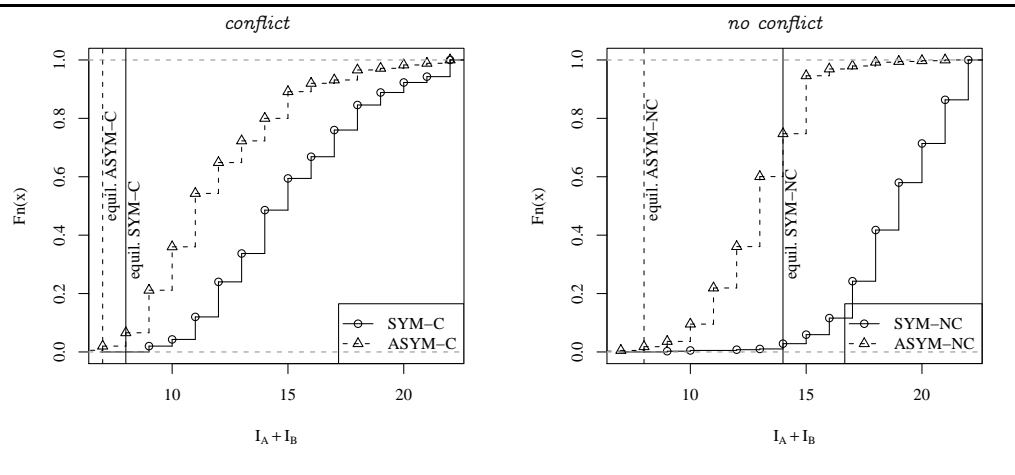 conflict
1.0
0.8
0.6
0.4
0.2
0.0
Fn(x)
equil. ASYM−C
equil. SYM−C
SYM−C
ASYM−C
10
15
20
I_A + I_B
no conflict
1.0
0.8
0.6
0.4
0.2
0.0
Fn(x)
equil. ASYM−NC
equil. SYM−NC
SYM−NC
ASYM−NC
10
15
20
I_A + I_B